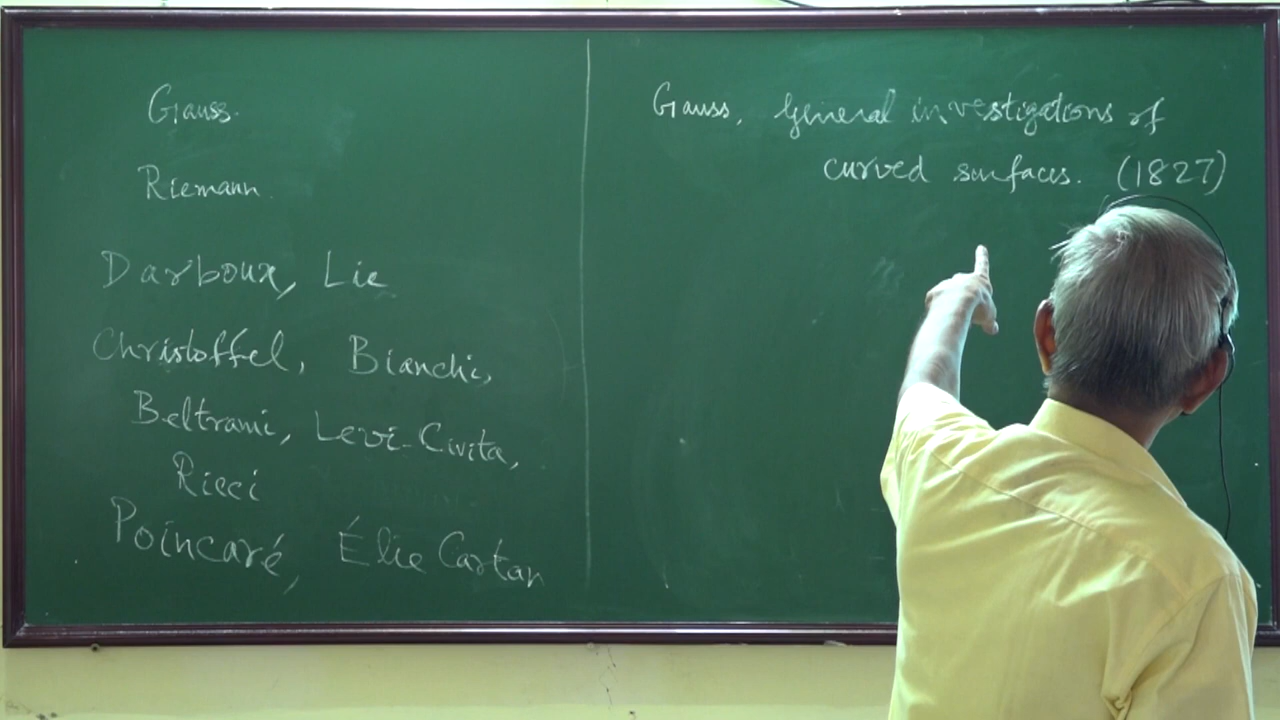 Gauss.
Riemann.
Darboux, Lie
Christoffel, Bianchi,
Beltrami, Levi-Civita,
Ricci
Poincaré, Élie Cartan
Gauss, General investigations of
curved surfaces. (1827)